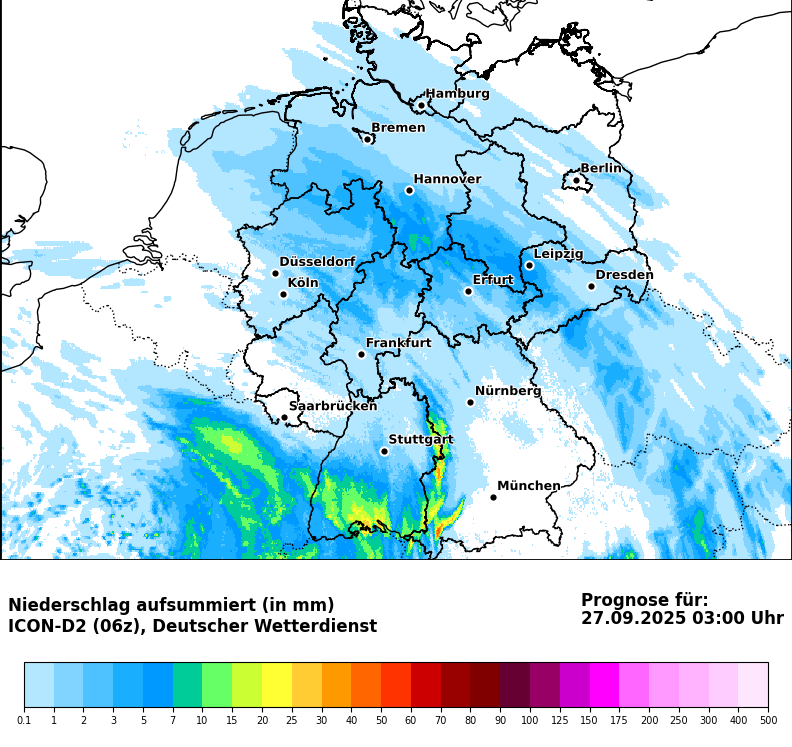 Hamburg
Bremen
Berlin
Hannover
Leipzig
Düsseldorf
Dresden
Köln
Erfurt
Frankfurt
Nürnberg
Saarbrücken
Stuttgart
München
Niederschlag aufsummiert (in mm)
ICON-D2 (06z), Deutscher Wetterdienst
Prognose für:
27.09.2025 03:00 Uhr
0.1 1 2 3 5 7 10 15 20 25 30 40 50 60 70 80 90 100 125 150 175 200 250 300 400 500